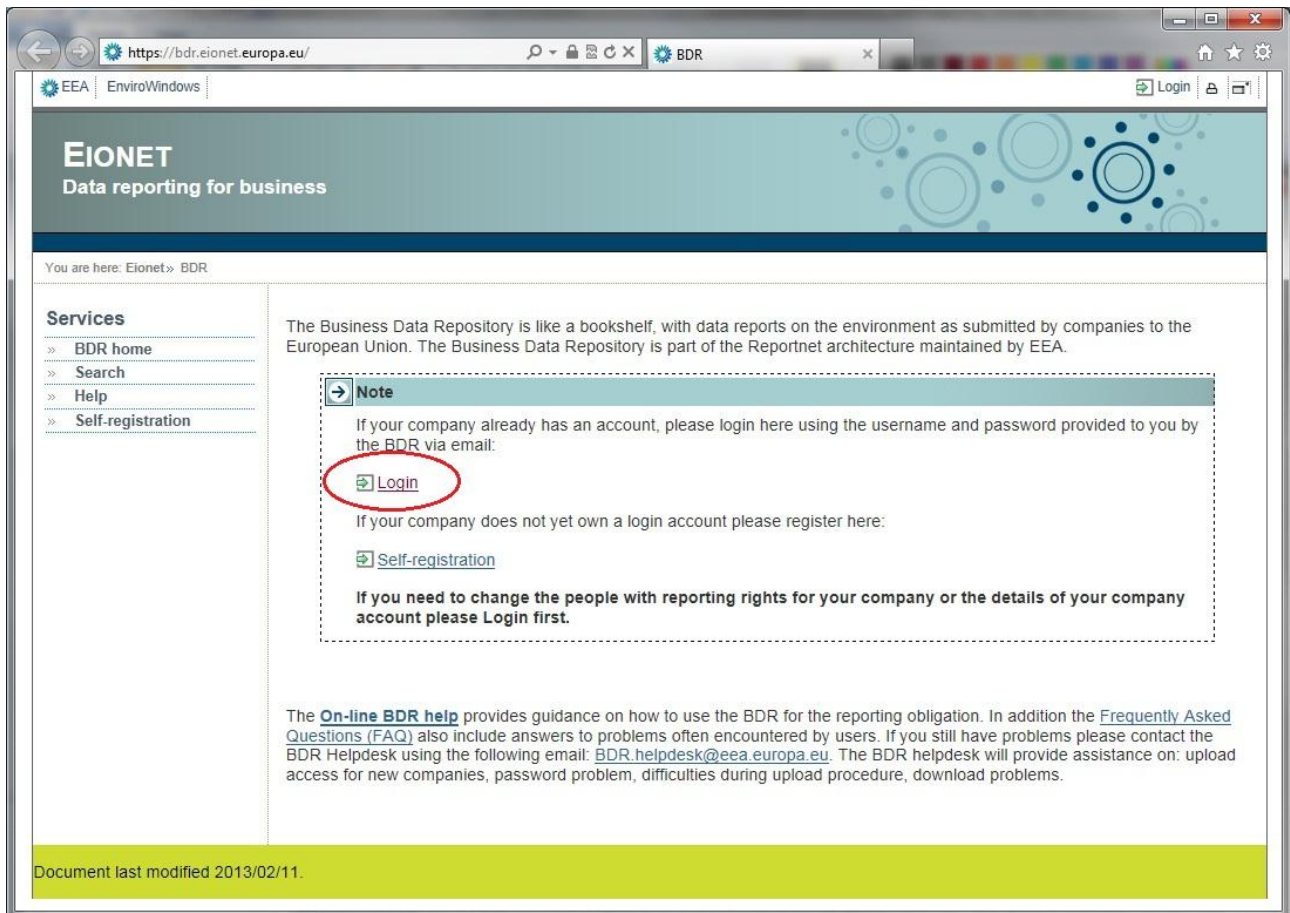 https://bdr.eionet.europa.eu/
BDR
EEA
EnviroWindows
Login
EIONET
Data reporting for business
You are here: Eionet» BDR
Services
» BDR home
» Search
» Help
» Self-registration
The Business Data Repository is like a bookshelf, with data reports on the environment as submitted by companies to the
European Union. The Business Data Repository is part of the Reportnet architecture maintained by EEA.
Note
If your company already has an account, please login here using the username and password provided to you by
the BDR via email:
Login
If your company does not yet own a login account please register here:
Self-registration
If you need to change the people with reporting rights for your company or the details of your company
account please Login first.
The On-line BDR help provides guidance on how to use the BDR for the reporting obligation. In addition the Frequently Asked
Questions (FAQ) also include answers to problems often encountered by users. If you still have problems please contact the
BDR Helpdesk using the following email: BDR.helpdesk@eea.europa.eu. The BDR helpdesk will provide assistance on: upload
access for new companies, password problem, difficulties during upload procedure, download problems.
Document last modified 2013/02/11.